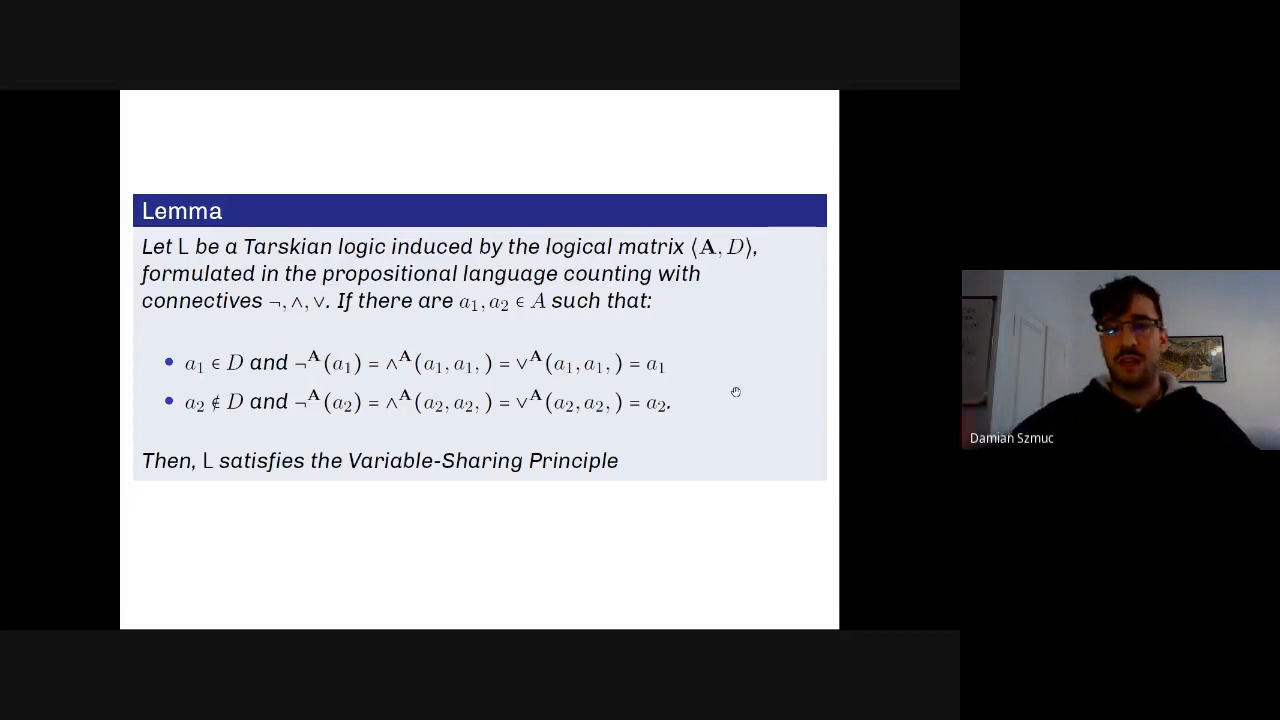 Lemma
Let L be a Tarskian logic induced by the logical matrix ⟨𝐀, D⟩,
formulated in the propositional language counting with
connectives ¬, ∧, ∨. If there are a₁, a₂ ∈ A such that:
• a₁ ∈ D and ¬ᴬ(a₁) = ∧ᴬ(a₁, a₁, ) = ∨ᴬ(a₁, a₁, ) = a₁
• a₂ ∉ D and ¬ᴬ(a₂) = ∧ᴬ(a₂, a₂, ) = ∨ᴬ(a₂, a₂, ) = a₂.
Then, L satisfies the Variable-Sharing Principle
Damian Szmuc